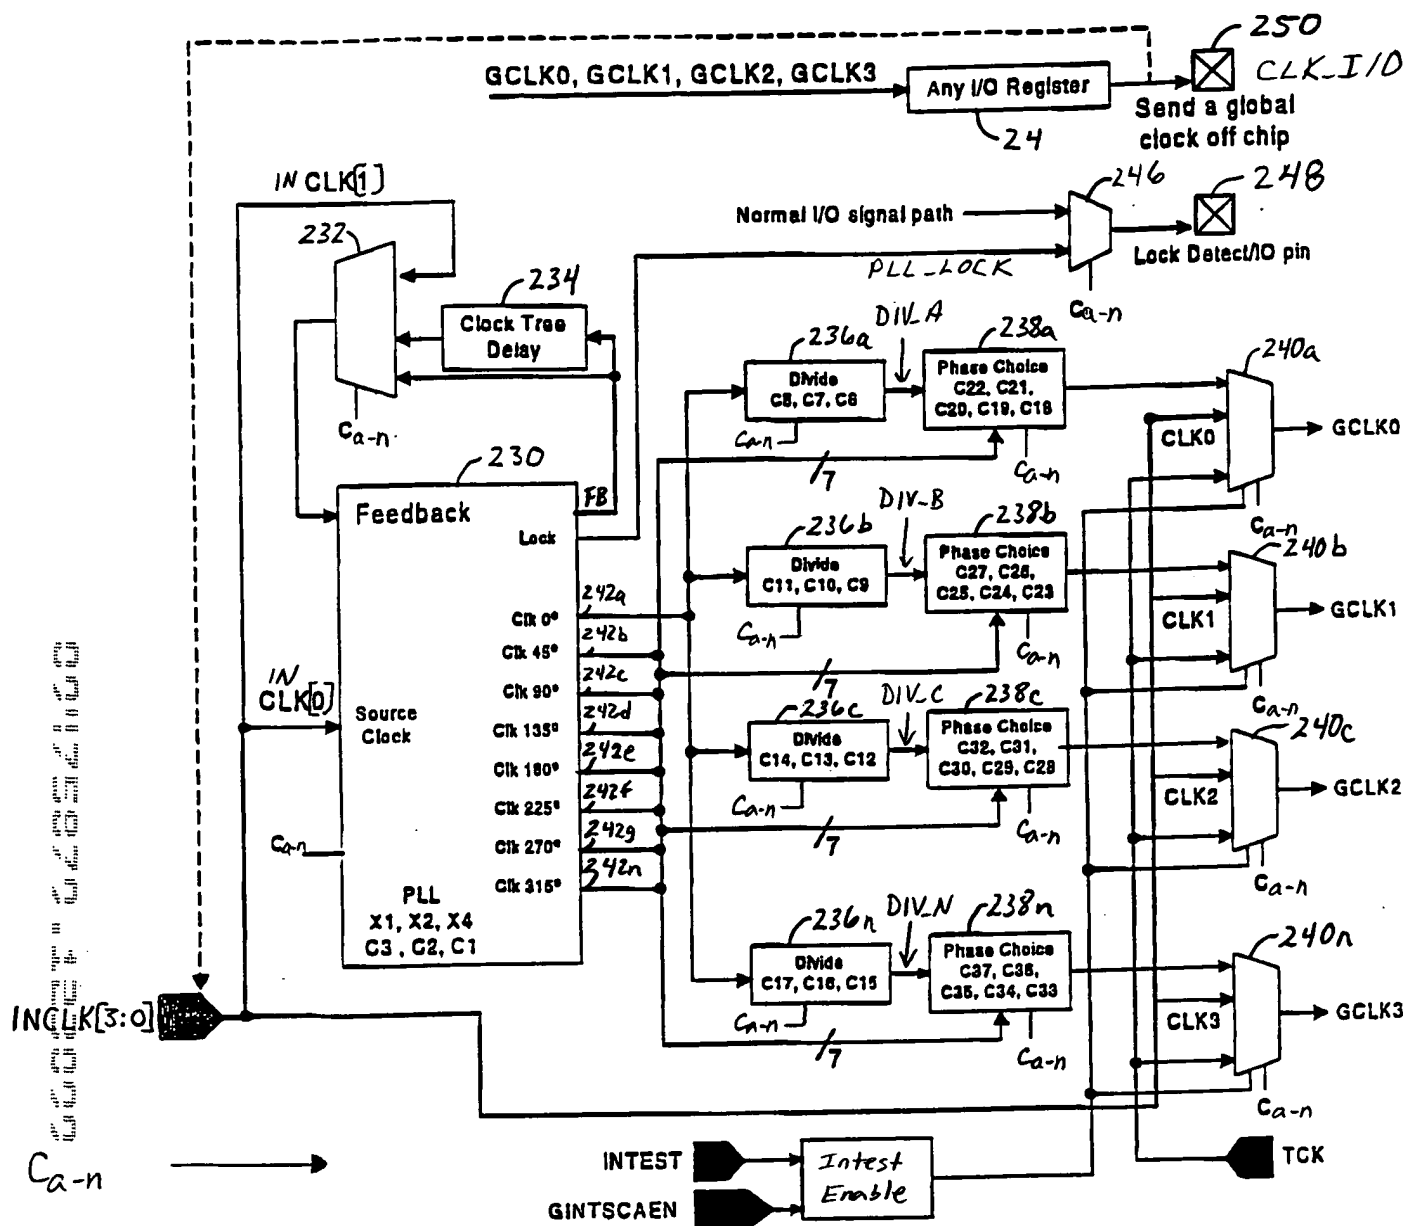 250
CLK_I/O
GCLK0, GCLK1, GCLK2, GCLK3
Any I/O Register
24
Send a global
clock off chip
IN CLK[1]
246
248
Normal I/O signal path
232
Lock Detect/IO pin
PLL_LOCK
Ca-n
234
Clock Tree
Delay
Ca-n
236a
DIV_A
238a
240a
Divide
C8, C7, C6
Phase Choice
C22, C21,
C20, C19, C18
Ca-n
7
Ca-n
CLK0
GCLK0
Ca-n
230
Feedback
FB
Lock
236b
DIV_B
238b
240b
Divide
C11, C10, C9
Phase Choice
C27, C26,
C25, C24, C23
Ca-n
7
Ca-n
CLK1
GCLK1
Ca-n
Clk 0°
242a
Clk 45°
242b
Clk 90°
242c
Clk 135°
242d
Clk 180°
242e
Clk 225°
242f
Clk 270°
242g
Clk 315°
242n
IN
CLK[0]
Source
Clock
Ca-n
PLL
X1, X2, X4
C3 , C2, C1
236c
DIV_C
238c
240c
Divide
C14, C13, C12
Phase Choice
C32, C31,
C30, C29, C28
Ca-n
7
Ca-n
CLK2
GCLK2
Ca-n
236n
DIV_N
238n
240n
Divide
C17, C16, C15
Phase Choice
C37, C36,
C35, C34, C33
Ca-n
7
Ca-n
CLK3
GCLK3
Ca-n
INCLK[3:0]
Ca-n
INTEST
Intest
Enable
GINTSCAEN
TCK